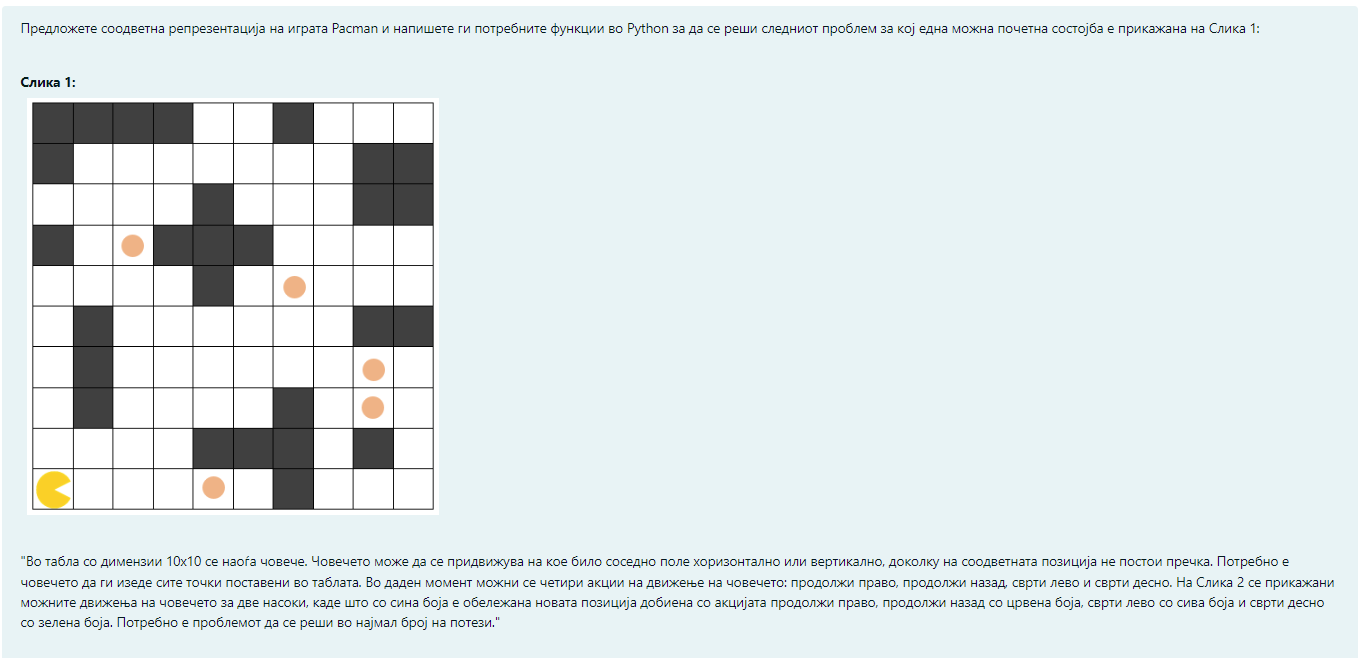 Предложете соодветна репрезентација на играта Pacman и напишете ги потребните функции во Python за да се реши следниот проблем за кој една можна почетна состојба е прикажана на Слика 1:
Слика 1:
"Во табла со димензии 10x10 се наоѓа човече. Човечето може да се придвижува на кое било соседно поле хоризонтално или вертикално, доколку на соодветната позиција не постои пречка. Потребно е
човечето да ги изеде сите точки поставени во таблата. Во даден момент можни се четири акции на движење на човечето: продолжи право, продолжи назад, сврти лево и сврти десно. На Слика 2 се прикажани
можните движења на човечето за две насоки, каде што со сина боја е обележана новата позиција добиена со акцијата продолжи право, продолжи назад со црвена боја, сврти лево со сива боја и сврти десно
со зелена боја. Потребно е проблемот да се реши во најмал број на потези."